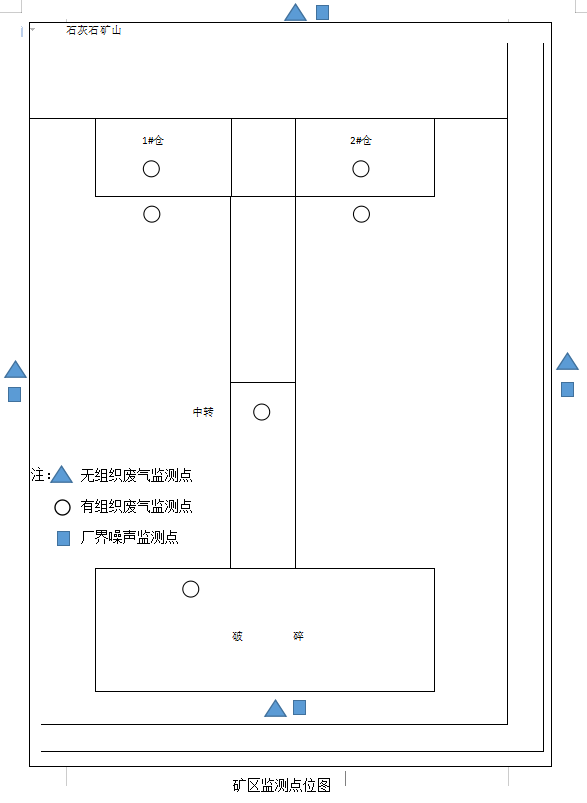 石灰石矿山
1#仓
2#仓
中转
注：
无组织废气监测点
有组织废气监测点
厂界噪声监测点
破 碎
矿区监测点位图